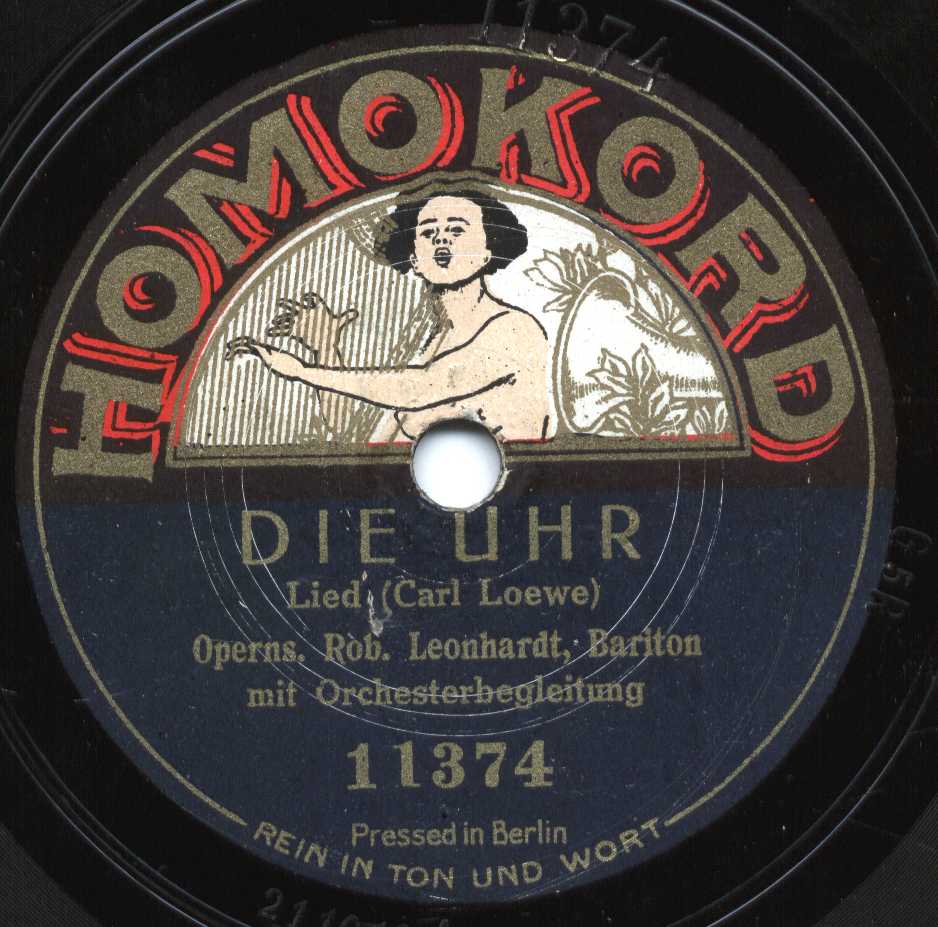 11374
HOMOKORD
DIE UHR
Lied (Carl Loewe)
Operns. Rob. Leonhardt, Bariton
mit Orchesterbegleitung
11374
Pressed in Berlin
REIN IN TON UND WORT